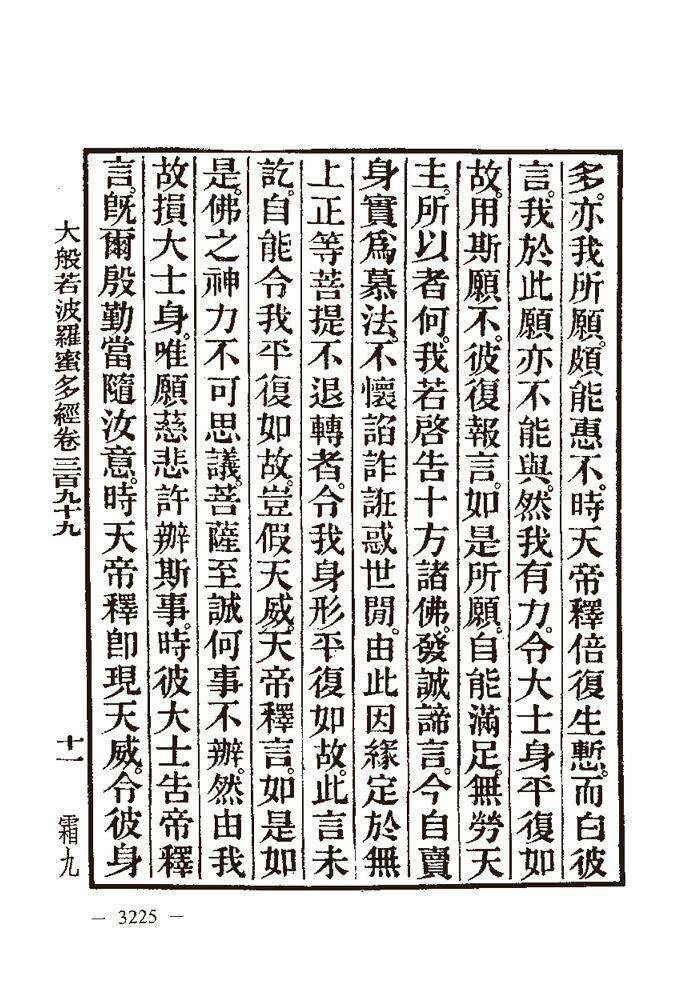 多。亦我所願。頗能惠不。時天帝釋倍復生慙。而白彼
言。我於此願亦不能與。然我有力。令大士身平復如
故。用斯願不。彼復報言。如是所願。自能滿足。無勞天
主。所以者何。我若啓告十方諸佛。發誠諦言。今自賣
身實爲慕法。不懷諂詐誑惑世閒。由此因緣定於無
上正等菩提不退轉者。令我身形平復如故。此言未
訖。自能令我平復如故。豈假天威。天帝釋言。如是如
是。佛之神力不可思議。菩薩至誠何事不辦。然由我
故損大士身。唯願慈悲許辦斯事。時彼大士告帝釋
言。旣爾殷勤當隨汝意。時天帝釋卽現天威。令彼身
大般若波羅蜜多經卷三百九十九 十一 霜九
— 3225 —